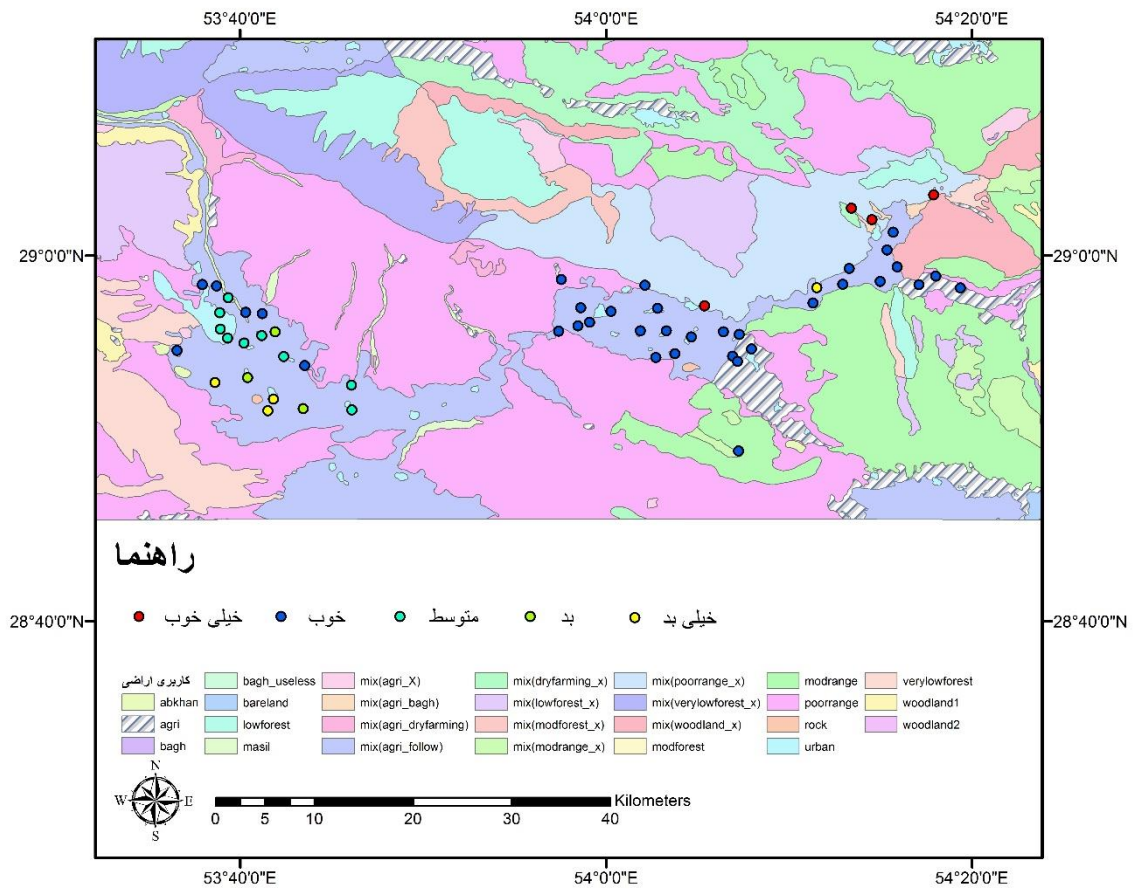 53°40'0"E 54°0'0"E 54°20'0"E
29°0'0"N 29°0'0"N
راهنما
خیلی خوب خوب متوسط بد خیلی بد
28°40'0"N 28°40'0"N
کاربری اراضی bagh_useless mix(agri_X) mix(dryfarming_x) mix(poorrange_x) modrange verylowforest
abkhan bareland mix(agri_bagh) mix(lowforest_x) mix(verylowforest_x) poorrange woodland1
agri lowforest mix(agri_dryfarming) mix(modforest_x) mix(woodland_x) rock woodland2
bagh masil mix(agri_follow) mix(modrange_x) modforest urban
N
W E
S
Kilometers
0 5 10 20 30 40
53°40'0"E 54°0'0"E 54°20'0"E